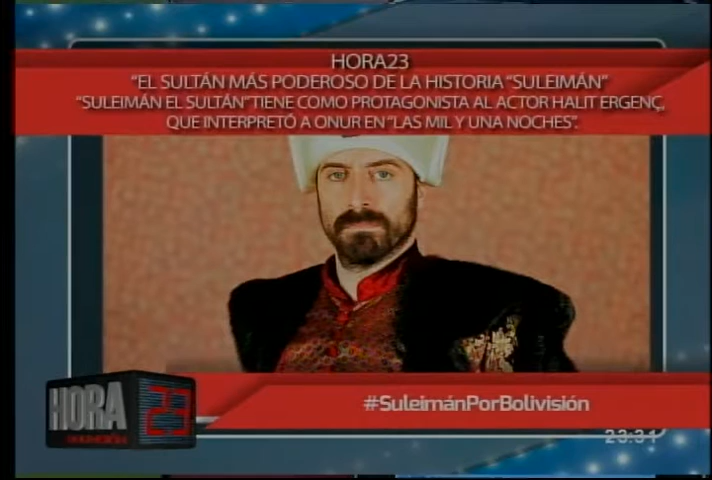 HORA23
"EL SULTÁN MÁS PODEROSO DE LA HISTORIA "SULEIMÁN"
"SULEIMÁN EL SULTÁN" TIENE COMO PROTAGONISTA AL ACTOR HALIT ERGENÇ,
QUE INTERPRETÓ A ONUR EN "LAS MIL Y UNA NOCHES".
#SuleimánPorBolivisión
HORA 23
23:31